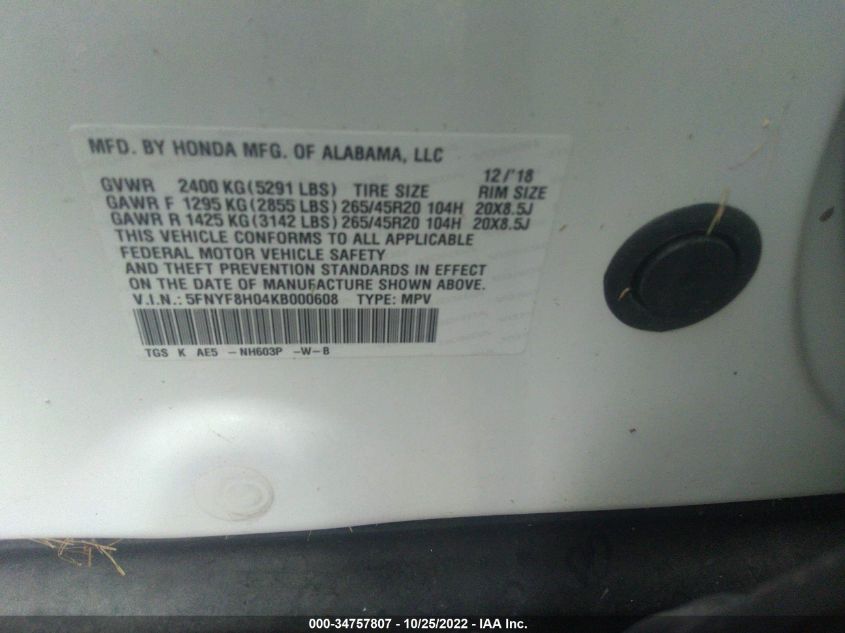 MFD. BY HONDA MFG. OF ALABAMA, LLC
12/'18
GVWR 2400 KG(5291 LBS) TIRE SIZE RIM SIZE
GAWR F 1295 KG(2855 LBS) 265/45R20 104H 20X8.5J
GAWR R 1425 KG(3142 LBS) 265/45R20 104H 20X8.5J
THIS VEHICLE CONFORMS TO ALL APPLICABLE
FEDERAL MOTOR VEHICLE SAFETY
AND THEFT PREVENTION STANDARDS IN EFFECT
ON THE DATE OF MANUFACTURE SHOWN ABOVE.
V.I.N.: 5FNYF8H04KB000608 TYPE: MPV
TGS K AE5 -NH603P -W-B
000-34757807 - 10/25/2022 - IAA Inc.